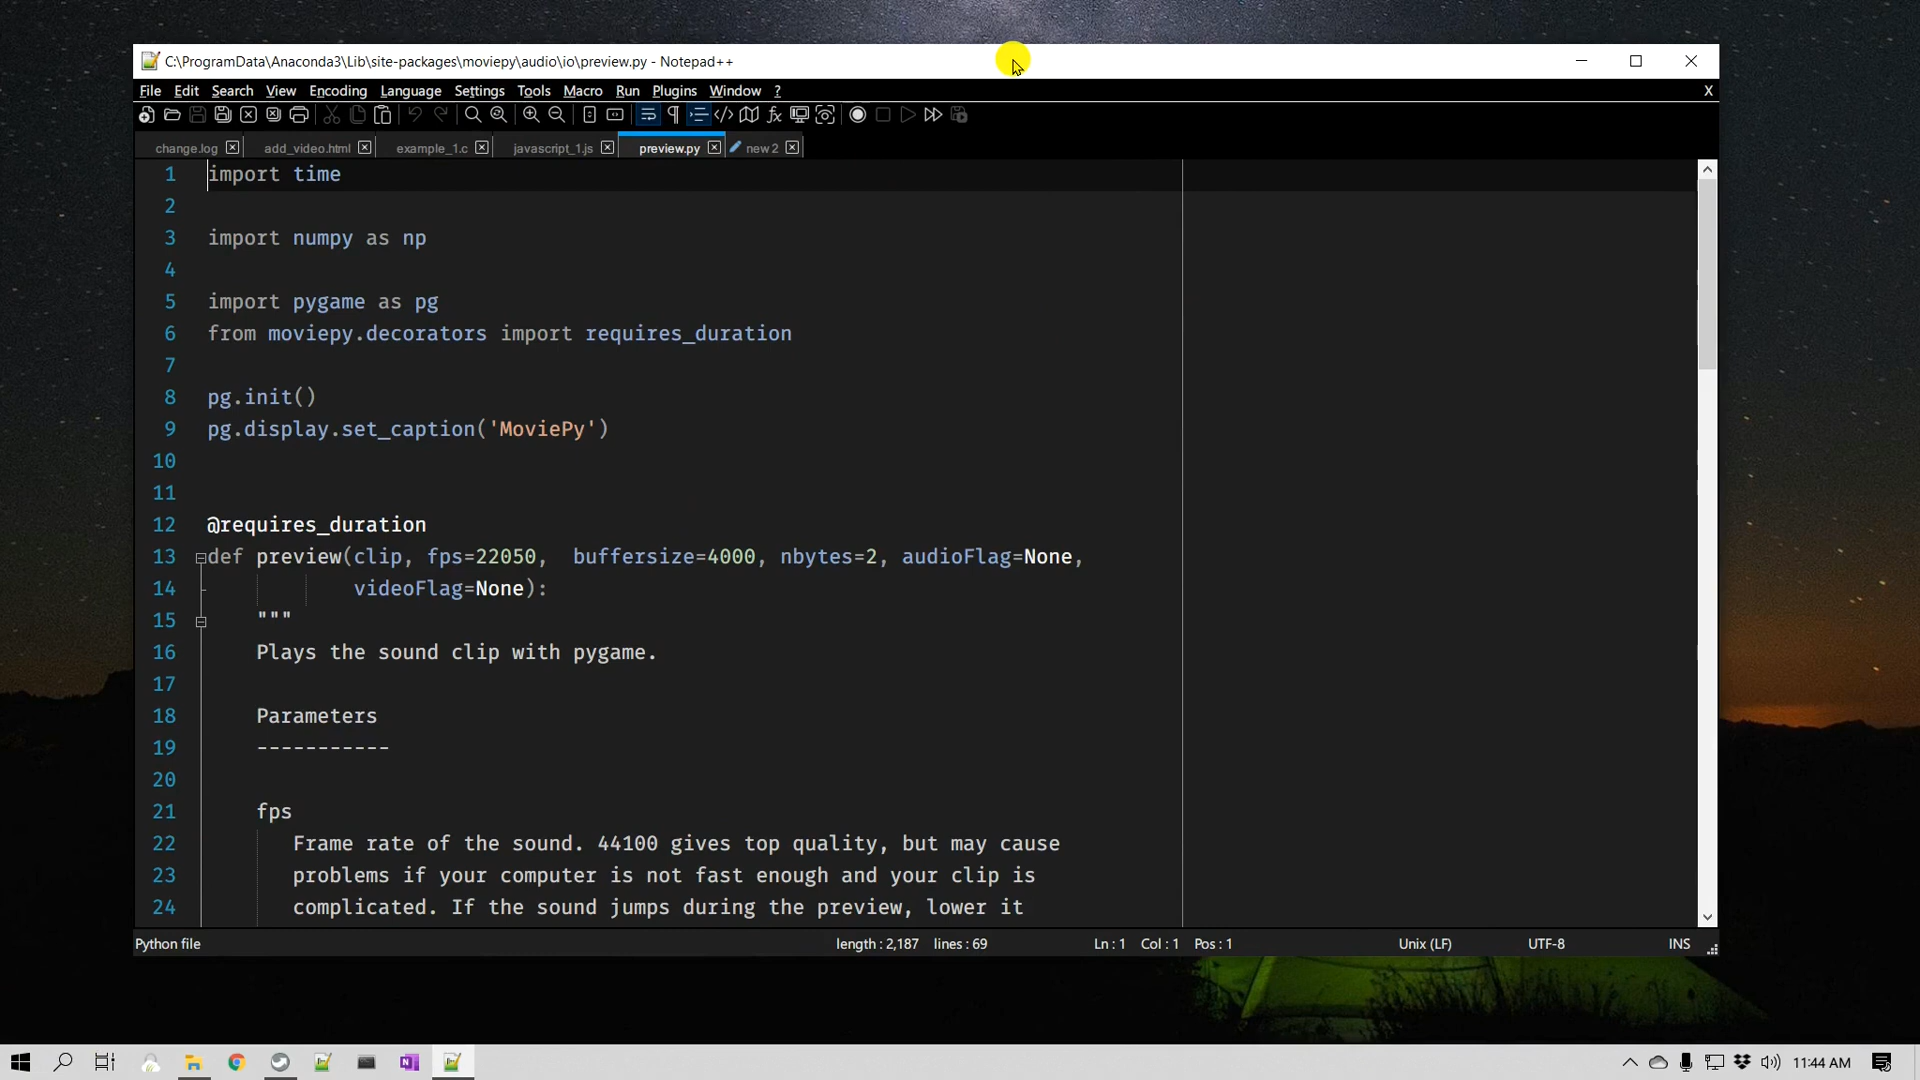 C:\ProgramData\Anaconda3\Lib\site-packages\moviepy\audio\io\preview.py - Notepad++
File Edit Search View Encoding Language Settings Tools Macro Run Plugins Window ? X
change.log add_video.html example_1.c javascript_1.js preview.py new 2
1 import time
2
3 import numpy as np
4
5 import pygame as pg
6 from moviepy.decorators import requires_duration
7
8 pg.init()
9 pg.display.set_caption('MoviePy')
10
11
12 @requires_duration
13 def preview(clip, fps=22050,  buffersize=4000, nbytes=2, audioFlag=None,
14 videoFlag=None):
15 """
16 Plays the sound clip with pygame.
17
18 Parameters
19 -----------
20
21 fps
22 Frame rate of the sound. 44100 gives top quality, but may cause
23 problems if your computer is not fast enough and your clip is
24 complicated. If the sound jumps during the preview, lower it
Python file length : 2,187 lines : 69 Ln : 1 Col : 1 Pos : 1 Unix (LF) UTF-8 INS
11:44 AM